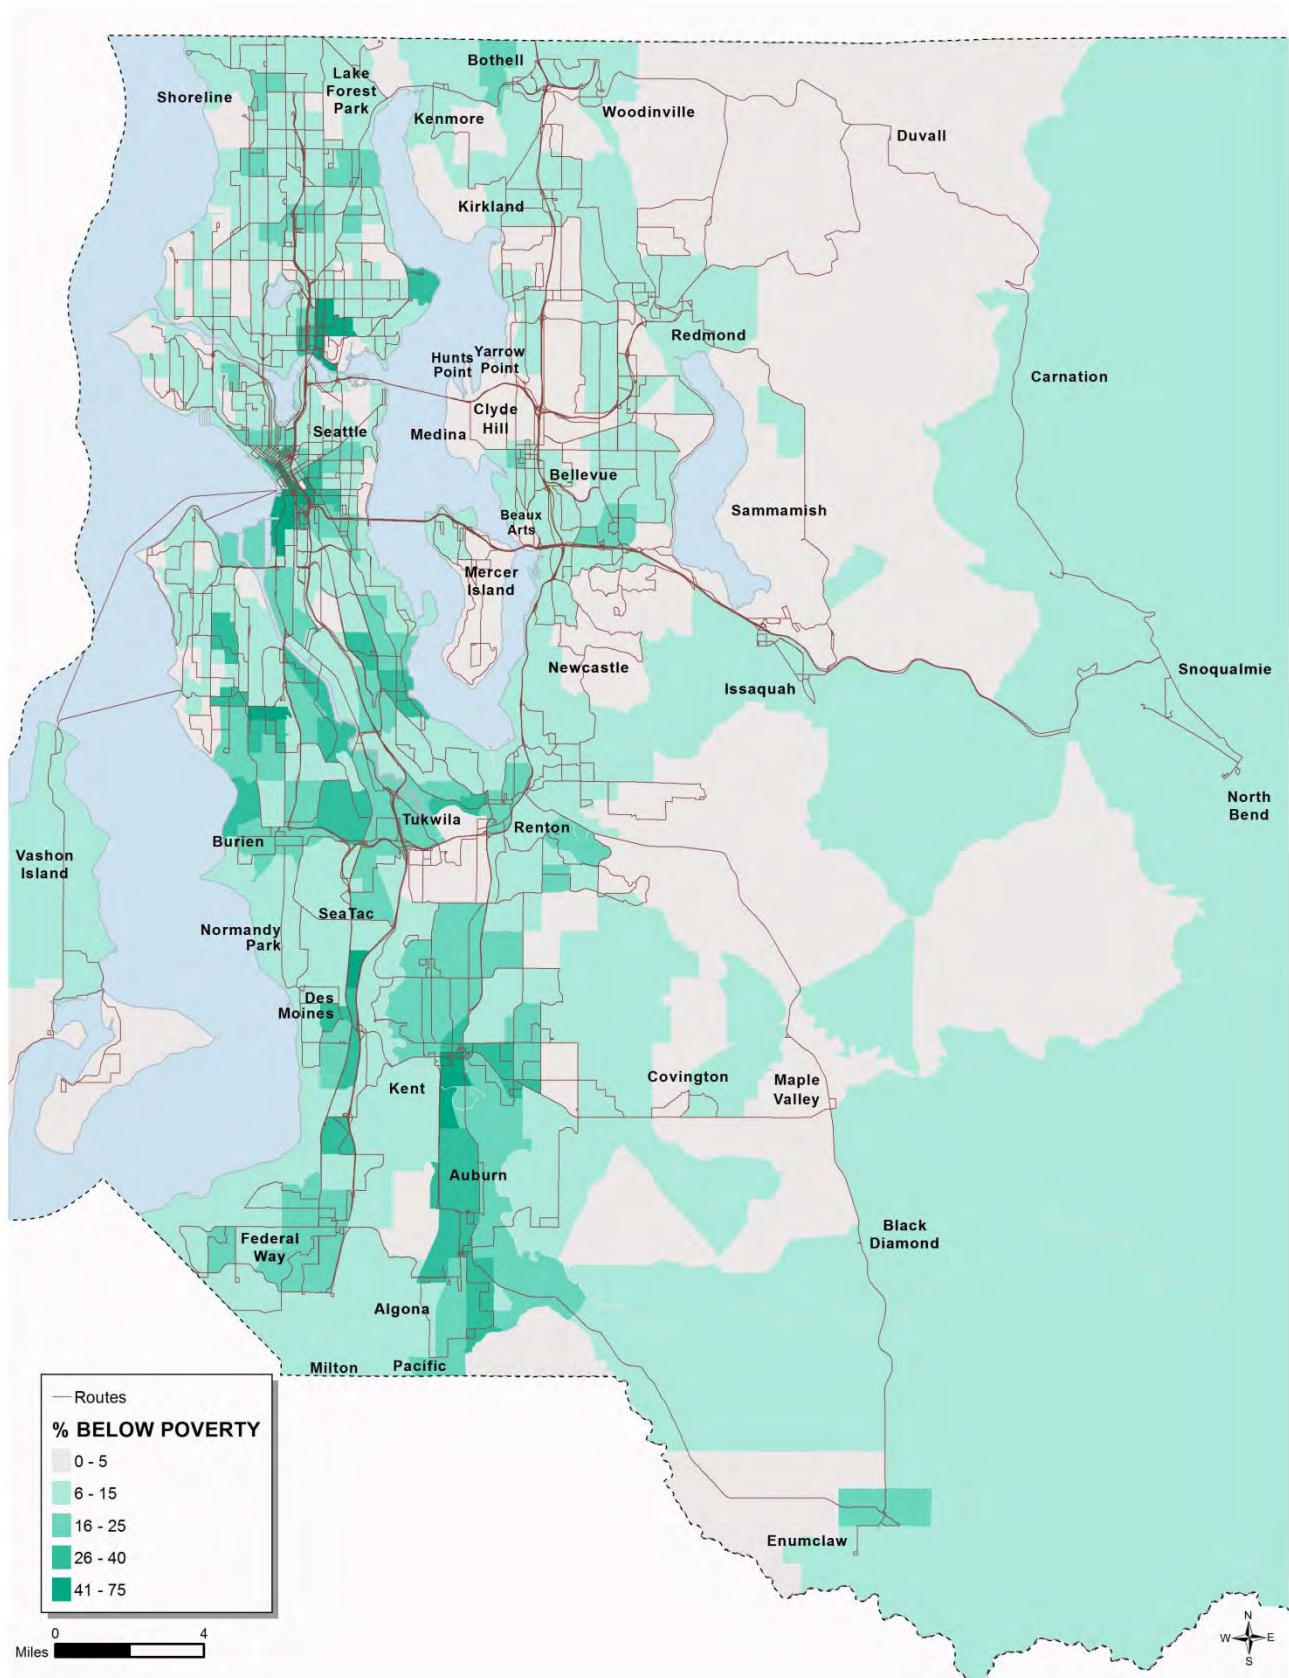 Bothell
Lake
Forest
Park
Shoreline
Kenmore
Woodinville
Duvall
Kirkland
Redmond
Hunts
Point
Yarrow
Point
Carnation
Clyde
Hill
Medina
Seattle
Bellevue
Beaux
Arts
Sammamish
Mercer
Island
Newcastle
Issaquah
Snoqualmie
North
Bend
Tukwila
Renton
Burien
Vashon
Island
SeaTac
Normandy
Park
Des
Moines
Kent
Covington
Maple
Valley
Auburn
Black
Diamond
Federal
Way
Algona
Milton
Pacific
Enumclaw
Routes
% BELOW POVERTY
0 - 5
6 - 15
16 - 25
26 - 40
41 - 75
0 4
Miles
N
W E
S